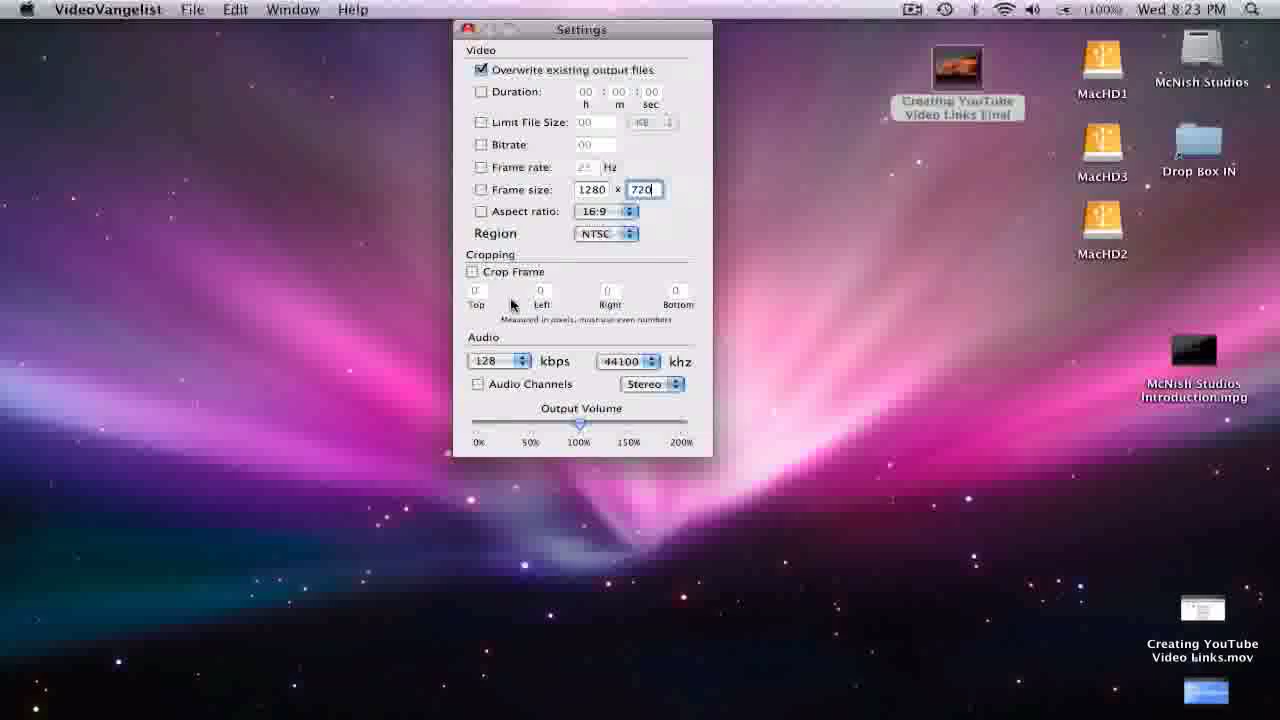 VideoVangelist File Edit Window Help (100%) Wed 8:23 PM
Settings
Video
Overwrite existing output files
Duration: 00 : 00 : 00
h m sec
Limit File Size: 00 KB
Bitrate: 00
Frame rate: Hz
Frame size: 1280 x 720
Aspect ratio: 16:9
Region NTSC
Cropping
Crop Frame
0 0 0 0
Top Left Right Bottom
Measured in pixels, must use even numbers
Audio
128 kbps 44100 khz
Audio Channels Stereo
Output Volume
0% 50% 100% 150% 200%
Creating YouTube
Video Links Final
MacHD1
McNish Studios
MacHD3
Drop Box IN
MacHD2
McNish Studios
Introduction.mpg
Creating YouTube
Video Links.mov